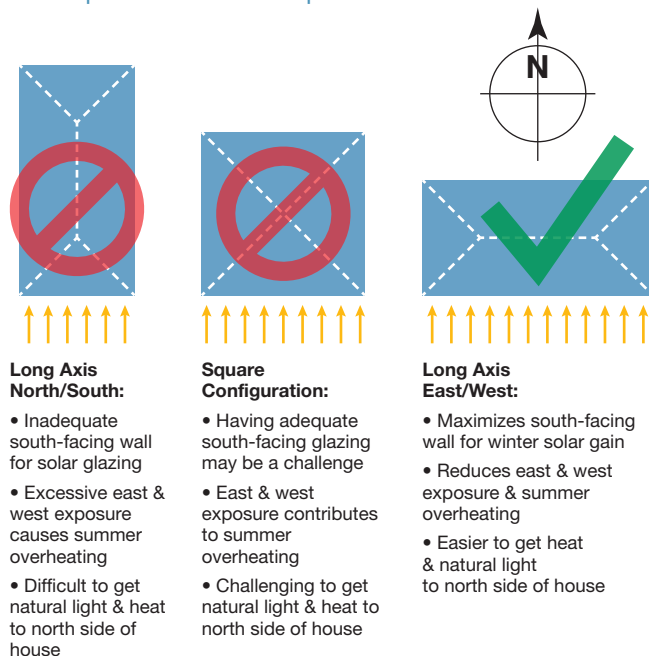 N
Long Axis
North/South:
• Inadequate
south-facing wall
for solar glazing
• Excessive east &
west exposure
causes summer
overheating
• Difficult to get
natural light & heat
to north side of
house
Square
Configuration:
• Having adequate
south-facing glazing
may be a challenge
• East & west
exposure contributes
to summer
overheating
• Challenging to get
natural light & heat to
north side of house
Long Axis
East/West:
• Maximizes south-facing
wall for winter solar gain
• Reduces east & west
exposure & summer
overheating
• Easier to get heat
& natural light
to north side of house